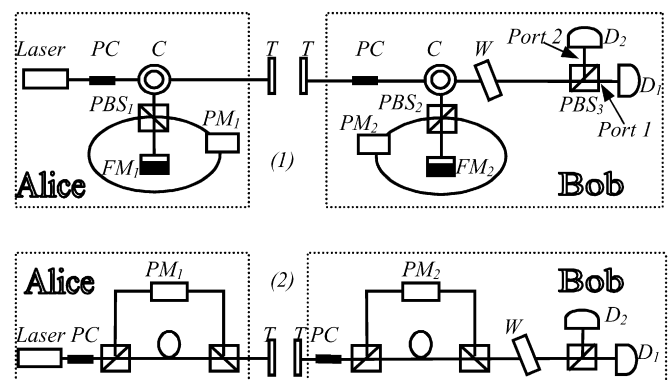 Laser PC C T T PC C W Port 2 D2
D1
PBS1 PM1 PM2 PBS2 PBS3 Port 1
FM1 (1) FM2
Alice Bob
Alice PM1 (2) PM2 Bob
D2
Laser PC T T PC W
D1